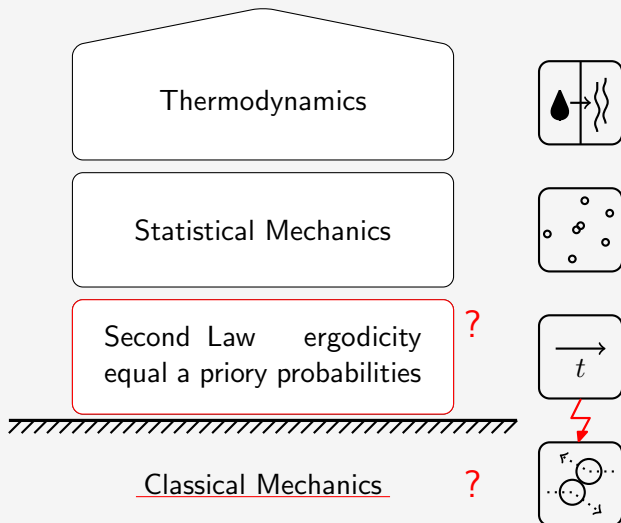 Thermodynamics
Statistical Mechanics
Second Law ergodicity
equal a priory probabilities
?
t
Classical Mechanics
?